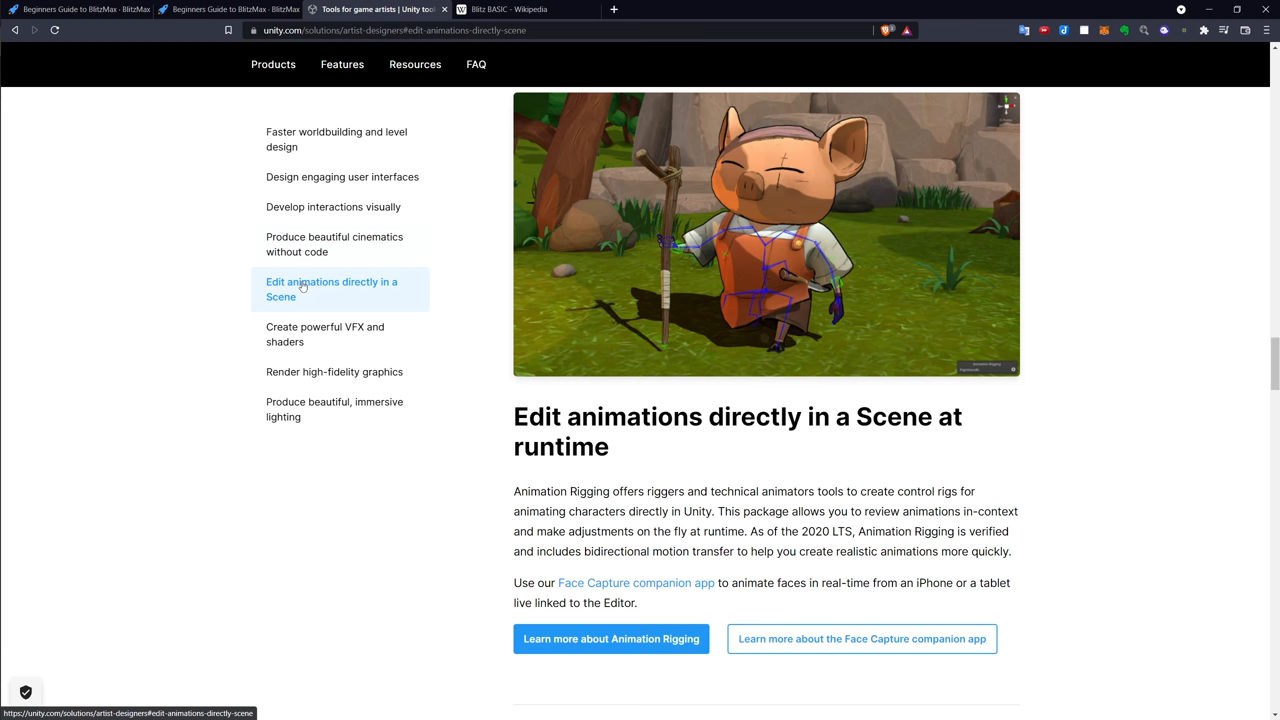 Beginners Guide to BlitzMax - BlitzMax
Beginners Guide to BlitzMax - BlitzMax
Tools for game artists | Unity tool
Blitz BASIC - Wikipedia
unity.com/solutions/artist-designers#edit-animations-directly-scene
Products
Features
Resources
FAQ
Faster worldbuilding and level
design
Design engaging user interfaces
Develop interactions visually
Produce beautiful cinematics
without code
Edit animations directly in a
Scene
Create powerful VFX and
shaders
Render high-fidelity graphics
Produce beautiful, immersive
lighting
Edit animations directly in a Scene at
runtime
Animation Rigging offers riggers and technical animators tools to create control rigs for
animating characters directly in Unity. This package allows you to review animations in-context
and make adjustments on the fly at runtime. As of the 2020 LTS, Animation Rigging is verified
and includes bidirectional motion transfer to help you create realistic animations more quickly.
Use our Face Capture companion app to animate faces in real-time from an iPhone or a tablet
live linked to the Editor.
Learn more about Animation Rigging
Learn more about the Face Capture companion app
https://unity.com/solutions/artist-designers#edit-animations-directly-scene